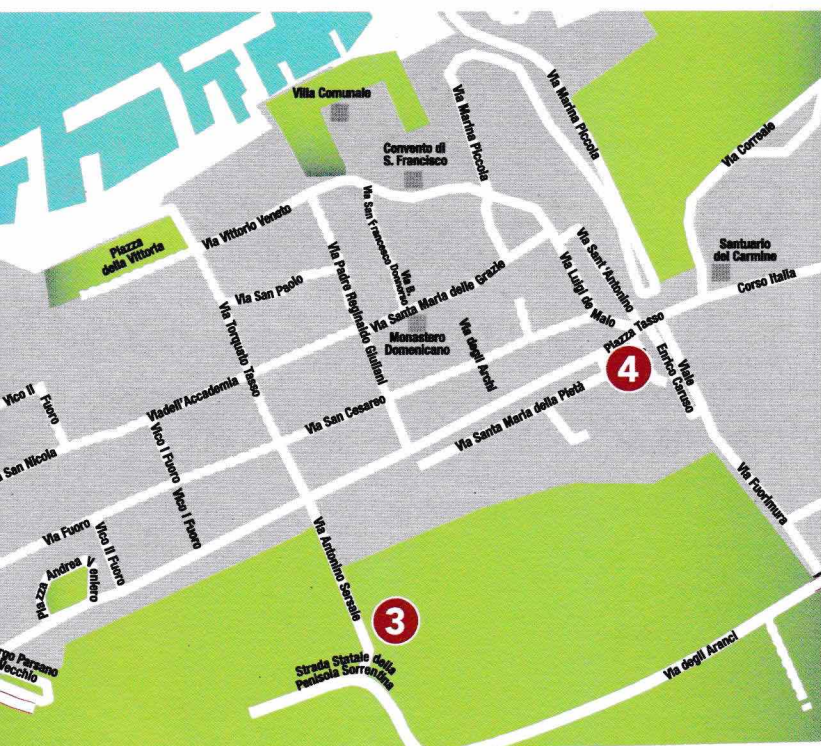 Villa Comunale
Convento di
S. Francisco
Via Marina Piccola
Via Marina Piccola
Via Correale
Piazza
della Vittoria
Via Vittorio Veneto
Via San Francesco
Via Padre Reginaldo Giuliani
Via San Paolo
Via S.
Via Santa Maria delle Grazie
Via Sant'Antonino
Via Luigi de Maio
Santuario
del Carmine
Corso Italia
Piazza Tasso
Via Torquato Tasso
Monastero
Domenicano
Via degli Archi
4
Viale
Enrico Caruso
Vico II
Fuoro
Viadell'Accademia
Via San Cesareo
Via Santa Maria della Pietà
San Nicola
Vico I Fuoro
Vico I Fuoro
Via Fuorimura
Via Fuoro
Vico II Fuoro
Piazza Andrea Veniero
Via Antonino Sersale
3
Parsano
Vecchio
Strada Statale della
Penisola Sorrentina
Via degli Aranci